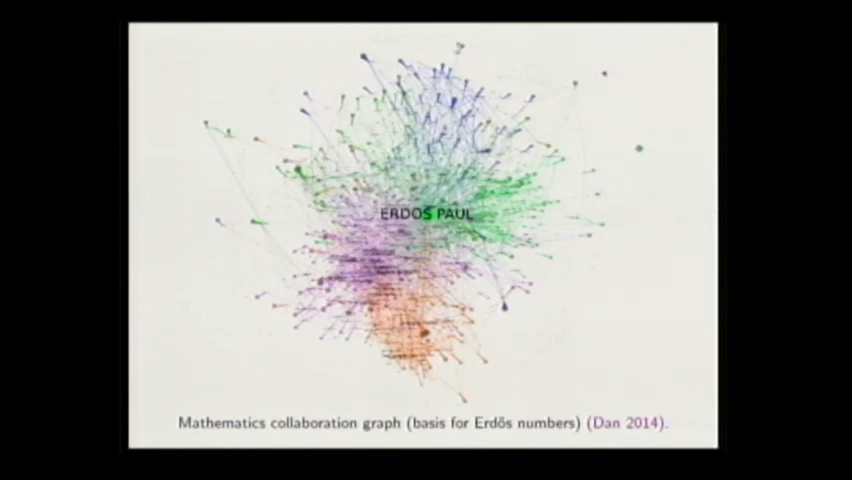 ERDOS PAUL
Mathematics collaboration graph (basis for Erdős numbers) (Dan 2014).